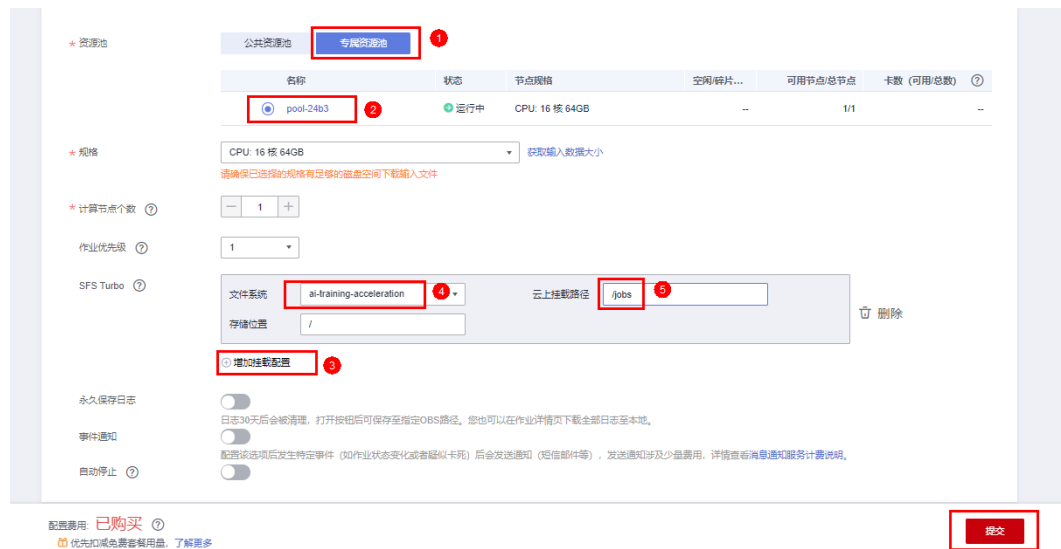 * 资源池 公共资源池 专属资源池 1
名称 状态 节点规格 空闲/碎片... 可用节点/总节点 卡数 (可用/总数) ?
pool-24b3 2 运行中 CPU: 16 核 64GB -- 1/1 --
* 规格 CPU: 16 核 64GB 获取输入数据大小
请确保已选择的规格有足够的磁盘空间下载输入文件
* 计算节点个数 ? — 1 +
作业优先级 ? 1
SFS Turbo ? 文件系统 ai-training-acceleration 4 云上挂载路径 /jobs 5
存储位置 / 删除
增加挂载配置 3
永久保存日志
日志30天后会被清理，打开按钮后可保存至指定OBS路径。您也可以在作业详情页下载全部日志至本地。
事件通知
配置该选项后发生特定事件（如作业状态变化或者疑似卡死）后会发送通知（短信邮件等），发送通知涉及少量费用，详情查看消息通知服务计费说明。
自动停止 ?
配置费用: 已购买 ? 提交
优先扣减免费套餐用量，了解更多